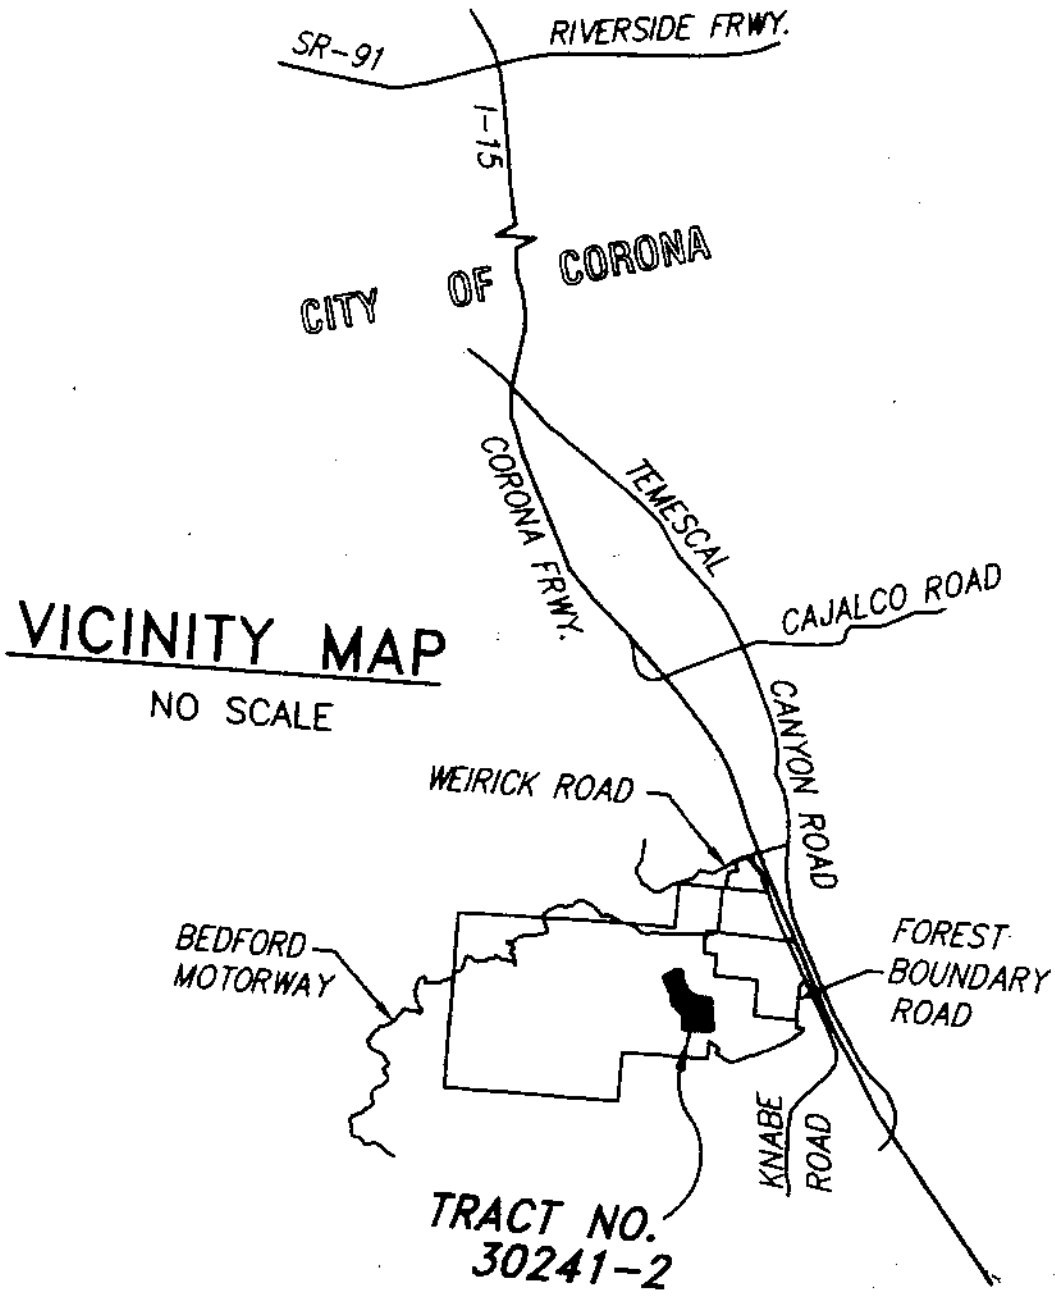 RIVERSIDE FRWY.
SR-91
I-15
CITY OF CORONA
CORONA FRWY.
TEMESCAL
CANYON ROAD
CAJALCO ROAD
VICINITY MAP
NO SCALE
WEIRICK ROAD
BEDFORD
MOTORWAY
FOREST
BOUNDARY
ROAD
KNABE
ROAD
TRACT NO.
30241-2